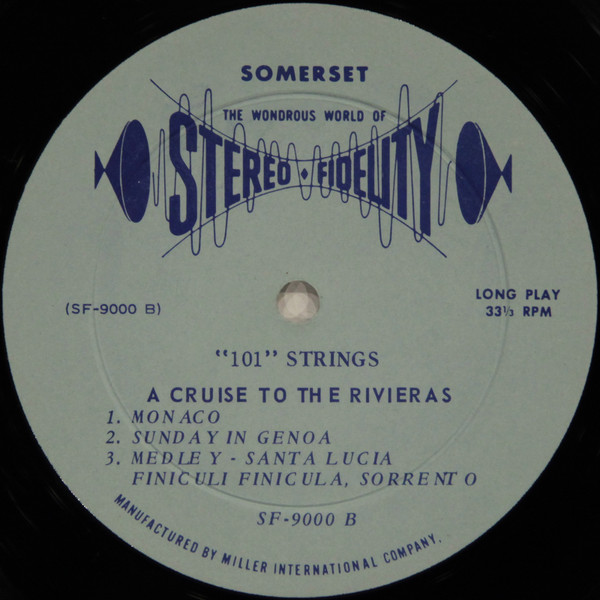 SOMERSET
THE WONDROUS WORLD OF
STEREO • FIDELITY
(SF-9000 B)
LONG PLAY
33⅓ RPM
"101" STRINGS
A CRUISE TO THE RIVIERAS
1. MONACO
2. SUNDAY IN GENOA
3. MEDLEY - SANTA LUCIA
FINICULI FINICULA, SORRENTO
SF-9000 B
MANUFACTURED BY MILLER INTERNATIONAL COMPANY.